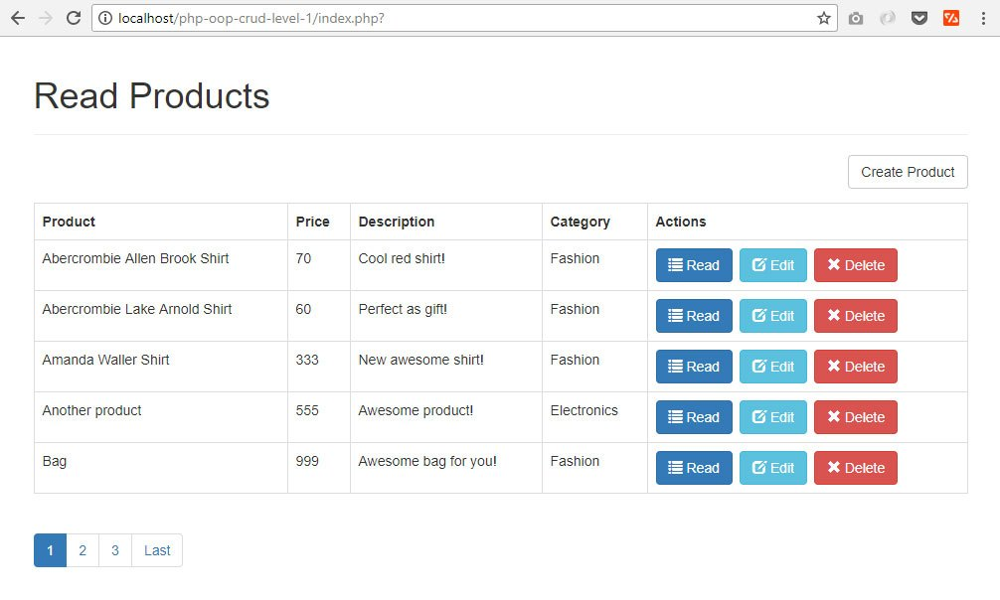 localhost/php-oop-crud-level-1/index.php?
Read Products
Create Product
Product Price Description Category Actions
Abercrombie Allen Brook Shirt 70 Cool red shirt! Fashion Read Edit Delete
Abercrombie Lake Arnold Shirt 60 Perfect as gift! Fashion Read Edit Delete
Amanda Waller Shirt 333 New awesome shirt! Fashion Read Edit Delete
Another product 555 Awesome product! Electronics Read Edit Delete
Bag 999 Awesome bag for you! Fashion Read Edit Delete
1 2 3 Last